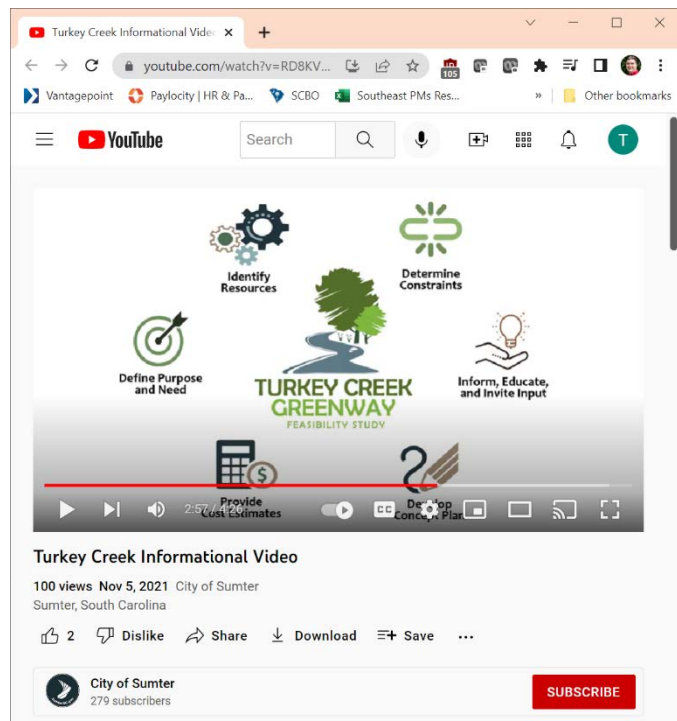 Turkey Creek Informational Vide
youtube.com/watch?v=RD8KV...
105
Vantagepoint
Paylocity | HR & Pa...
SCBO
Southeast PMs Res...
»
Other bookmarks
YouTube
Search
T
Identify
Resources
Determine
Constraints
Define Purpose
and Need
TURKEY CREEK
GREENWAY
FEASIBILITY STUDY
Inform, Educate,
and Invite Input
Provide
Cost Estimates
Develop
Concept Plan
2:57 / 4:26
CC
Turkey Creek Informational Video
100 views Nov 5, 2021 City of Sumter
Sumter, South Carolina
2 Dislike Share Download Save ...
City of Sumter
279 subscribers
SUBSCRIBE